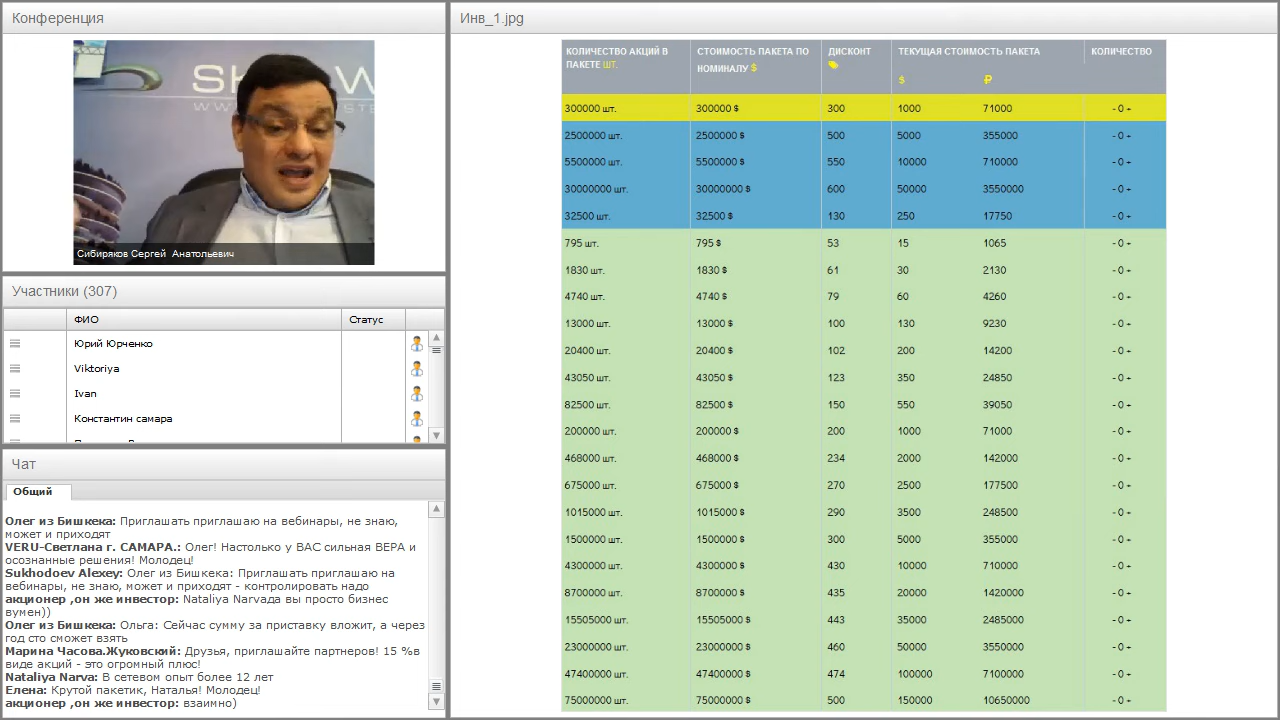 Конференция
SK W
WWW. STE
Сибиряков Сергей Анатольевич
Участники (307)
ФИО Статус
Юрий Юрченко
Viktoriya
Ivan
Константин самара
Чат
Общий
Олег из Бишкека: Приглашать приглашаю на вебинары, не знаю,
может и приходят
VERU-Светлана г. САМАРА.: Олег! Настолько у ВАС сильная ВЕРА и
осознанные решения! Молодец!
Sukhodoev Alexey: Олег из Бишкека: Приглашать приглашаю на
вебинары, не знаю, может и приходят - контролировать надо
акционер ,он же инвестор: Nataliya Narvaда вы просто бизнес
вумен))
Олег из Бишкека: Ольга: Сейчас сумму за приставку вложит, а через
год сто сможет взять
Марина Часова.Жуковский: Друзья, приглашайте партнеров! 15 %в
виде акций - это огромный плюс!
Nataliya Narva: В сетевом опыт более 12 лет
Елена: Крутой пакетик, Наталья! Молодец!
акционер ,он же инвестор: взаимно)
Инв_1.jpg
КОЛИЧЕСТВО АКЦИЙ В СТОИМОСТЬ ПАКЕТА ПО ДИСКОНТ ТЕКУЩАЯ СТОИМОСТЬ ПАКЕТА КОЛИЧЕСТВО
ПАКЕТЕ ШТ. НОМИНАЛУ $
$ ₽
300000 шт. 300000 $ 300 1000 71000 - 0 +
2500000 шт. 2500000 $ 500 5000 355000 - 0 +
5500000 шт. 5500000 $ 550 10000 710000 - 0 +
30000000 шт. 30000000 $ 600 50000 3550000 - 0 +
32500 шт. 32500 $ 130 250 17750 - 0 +
795 шт. 795 $ 53 15 1065 - 0 +
1830 шт. 1830 $ 61 30 2130 - 0 +
4740 шт. 4740 $ 79 60 4260 - 0 +
13000 шт. 13000 $ 100 130 9230 - 0 +
20400 шт. 20400 $ 102 200 14200 - 0 +
43050 шт. 43050 $ 123 350 24850 - 0 +
82500 шт. 82500 $ 150 550 39050 - 0 +
200000 шт. 200000 $ 200 1000 71000 - 0 +
468000 шт. 468000 $ 234 2000 142000 - 0 +
675000 шт. 675000 $ 270 2500 177500 - 0 +
1015000 шт. 1015000 $ 290 3500 248500 - 0 +
1500000 шт. 1500000 $ 300 5000 355000 - 0 +
4300000 шт. 4300000 $ 430 10000 710000 - 0 +
8700000 шт. 8700000 $ 435 20000 1420000 - 0 +
15505000 шт. 15505000 $ 443 35000 2485000 - 0 +
23000000 шт. 23000000 $ 460 50000 3550000 - 0 +
47400000 шт. 47400000 $ 474 100000 7100000 - 0 +
75000000 шт. 75000000 $ 500 150000 10650000 - 0 +